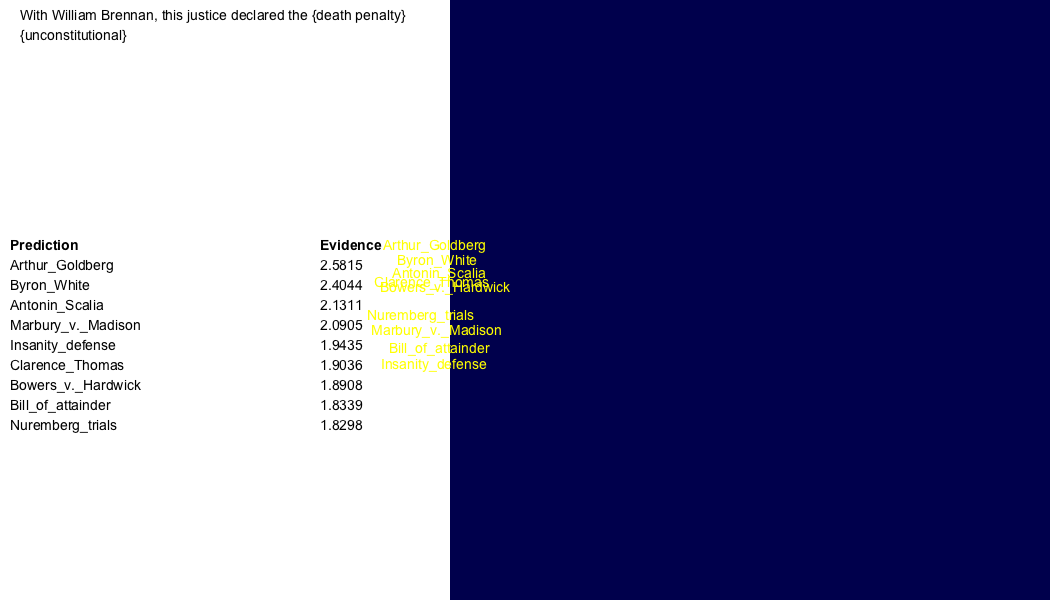 With William Brennan, this justice declared the {death penalty}
{unconstitutional}
Prediction Evidence
Arthur_Goldberg 2.5815
Byron_White 2.4044
Antonin_Scalia 2.1311
Marbury_v._Madison 2.0905
Insanity_defense 1.9435
Clarence_Thomas 1.9036
Bowers_v._Hardwick 1.8908
Bill_of_attainder 1.8339
Nuremberg_trials 1.8298
Arthur_Goldberg
Byron_White
Antonin_Scalia
Clarence_Thomas
Bowers_v._Hardwick
Nuremberg_trials
Marbury_v._Madison
Bill_of_attainder
Insanity_defense